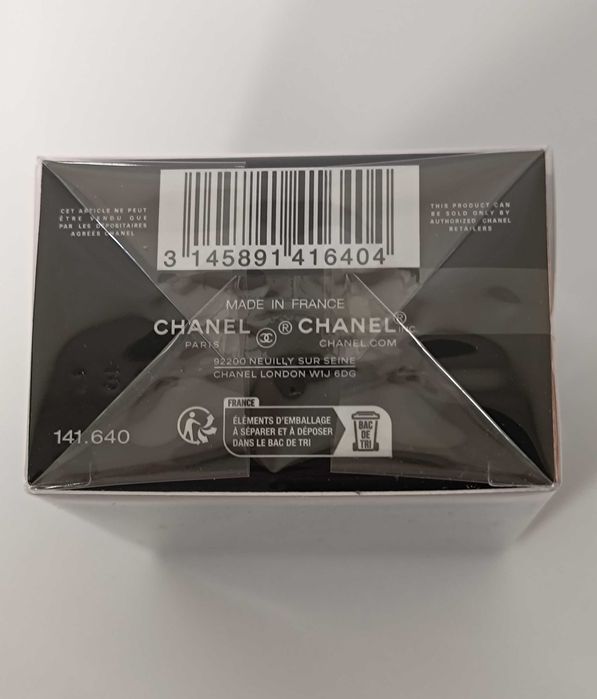 CET ARTICLE NE PEUT
ÊTRE VENDU QUE
PAR LES DÉPOSITAIRES
AGRÉÉS CHANEL
THIS PRODUCT CAN
BE SOLD ONLY BY
AUTHORIZED CHANEL
RETAILERS
3 145891 416404
MADE IN FRANCE
CHANEL ® CHANEL®
PARIS CHANEL.COM
92200 NEUILLY SUR SEINE
CHANEL LONDON W1J 6DG
FRANCE
ÉLÉMENTS D'EMBALLAGE
À SÉPARER ET À DÉPOSER
DANS LE BAC DE TRI
BAC
DE
TRI
141.640